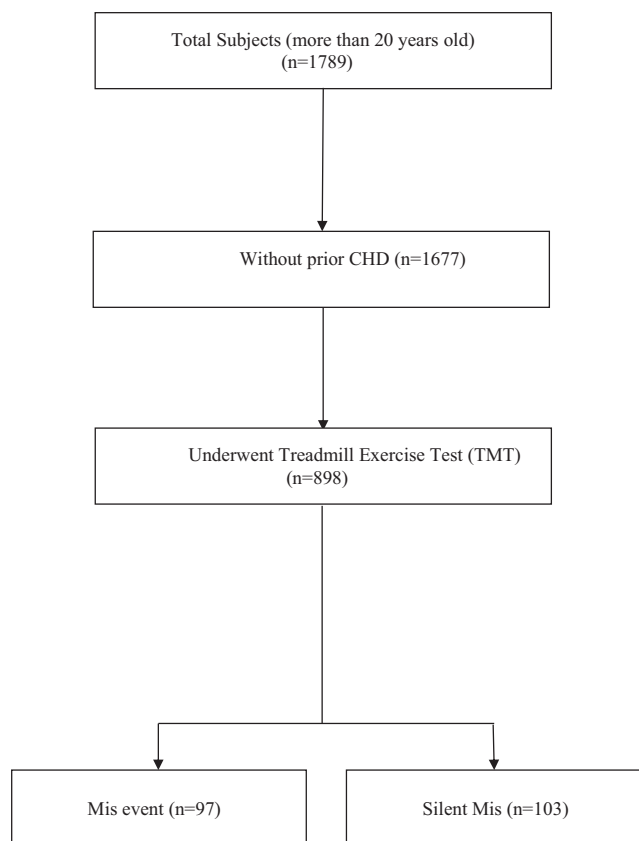 Total Subjects (more than 20 years old)
(n=1789)
Without prior CHD (n=1677)
Underwent Treadmill Exercise Test (TMT)
(n=898)
Mis event (n=97)
Silent Mis (n=103)